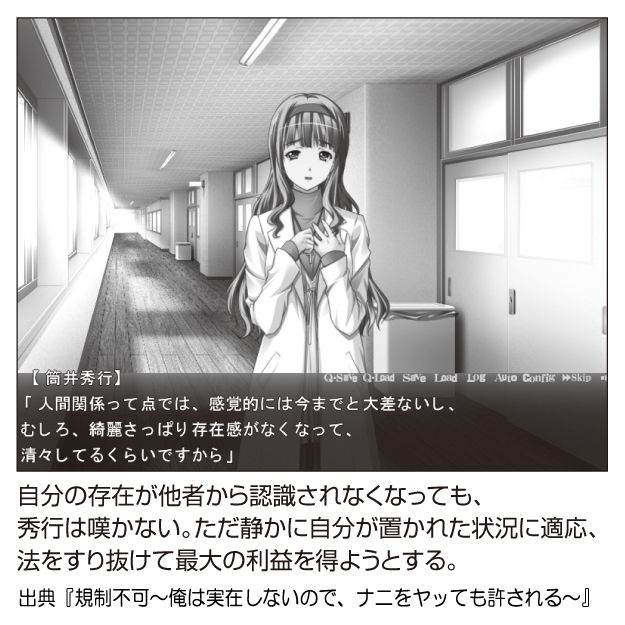 【筒井秀行】
Q-Save Q-Load Save Load Log Auto Config Skip
「人間関係って点では、感覚的には今までと大差ないし、
むしろ、綺麗さっぱり存在感がなくなって、
清々してるくらいですから」
自分の存在が他者から認識されなくなっても、
秀行は嘆かない。ただ静かに自分が置かれた状況に適応、
法をすり抜けて最大の利益を得ようとする。
出典『規制不可〜俺は実在しないので、ナニをヤッても許される〜』